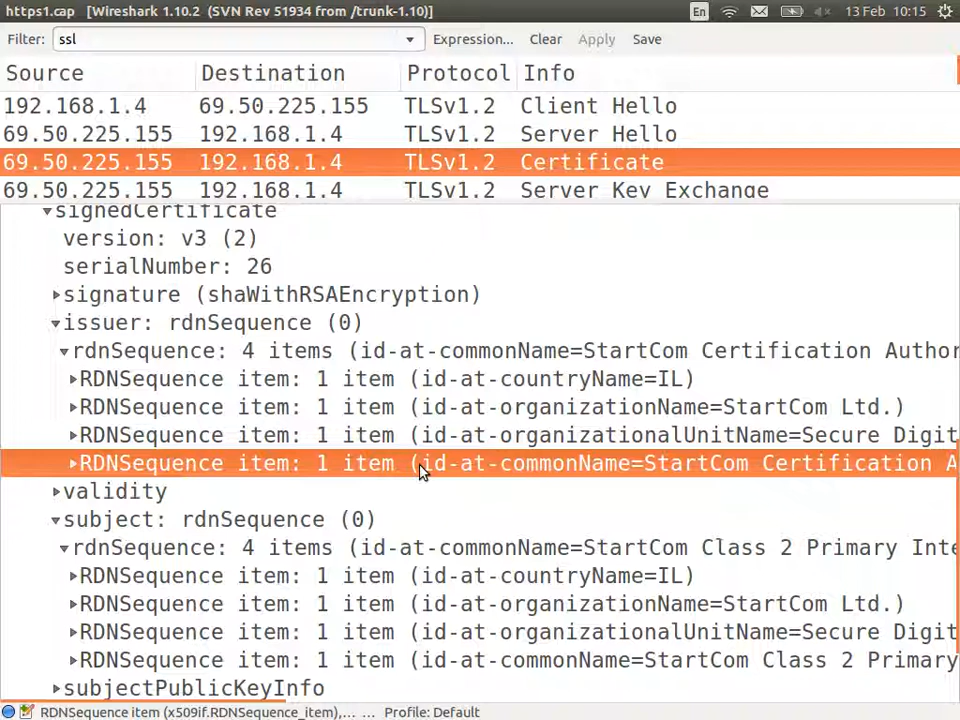 https1.cap   [Wireshark 1.10.2  (SVN Rev 51934 from /trunk-1.10)] En 13 Feb 10:15
Filter: ssl Expression... Clear Apply Save
Source Destination Protocol Info
192.168.1.4 69.50.225.155 TLSv1.2 Client Hello
69.50.225.155 192.168.1.4 TLSv1.2 Server Hello
69.50.225.155 192.168.1.4 TLSv1.2 Certificate
69.50.225.155 192.168.1.4 TLSv1.2 Server Key Exchange
signedCertificate
version: v3 (2)
serialNumber: 26
signature (shaWithRSAEncryption)
issuer: rdnSequence (0)
rdnSequence: 4 items (id-at-commonName=StartCom Certification Author
RDNSequence item: 1 item (id-at-countryName=IL)
RDNSequence item: 1 item (id-at-organizationName=StartCom Ltd.)
RDNSequence item: 1 item (id-at-organizationalUnitName=Secure Digit
RDNSequence item: 1 item (id-at-commonName=StartCom Certification A
validity
subject: rdnSequence (0)
rdnSequence: 4 items (id-at-commonName=StartCom Class 2 Primary Inte
RDNSequence item: 1 item (id-at-countryName=IL)
RDNSequence item: 1 item (id-at-organizationName=StartCom Ltd.)
RDNSequence item: 1 item (id-at-organizationalUnitName=Secure Digit
RDNSequence item: 1 item (id-at-commonName=StartCom Class 2 Primary
subjectPublicKeyInfo
RDNSequence item (x509if.RDNSequence_item),... ... Profile: Default